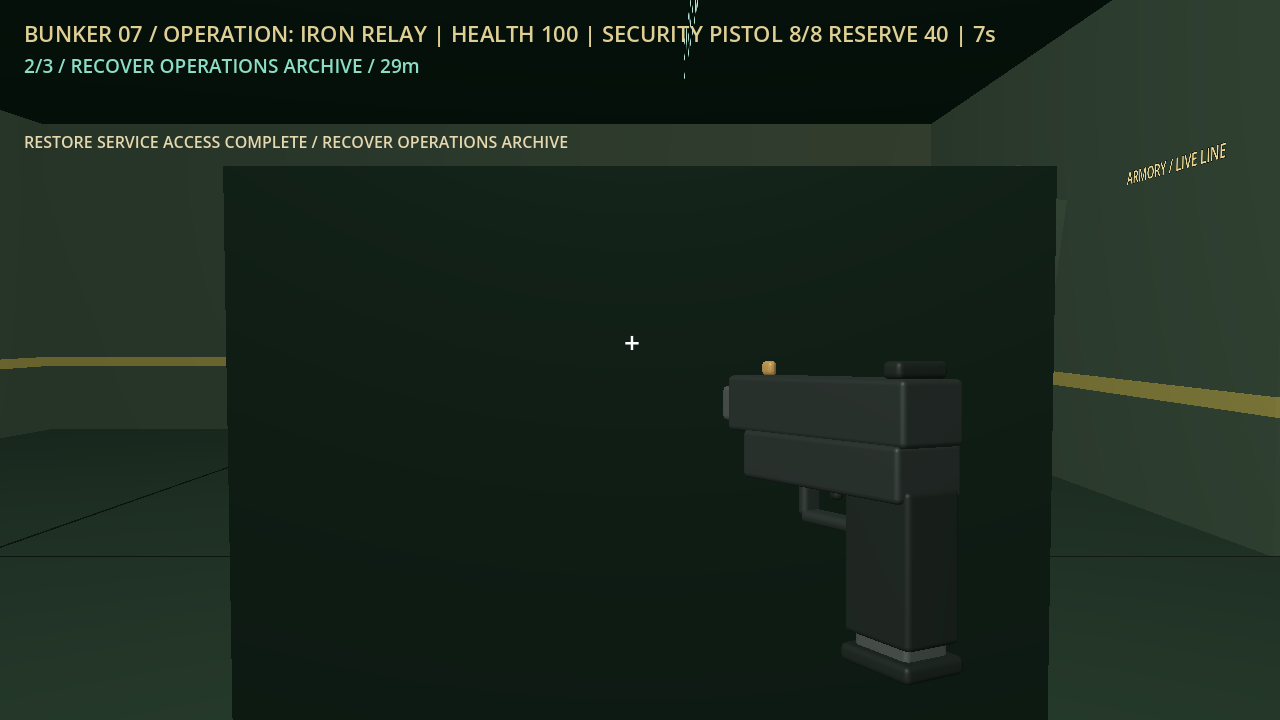 BUNKER 07 / OPERATION: IRON RELAY | HEALTH 100 | SECURITY PISTOL 8/8 RESERVE 40 | 7s
2/3 / RECOVER OPERATIONS ARCHIVE / 29m
RESTORE SERVICE ACCESS COMPLETE / RECOVER OPERATIONS ARCHIVE
ARMORY / LIVE LINE